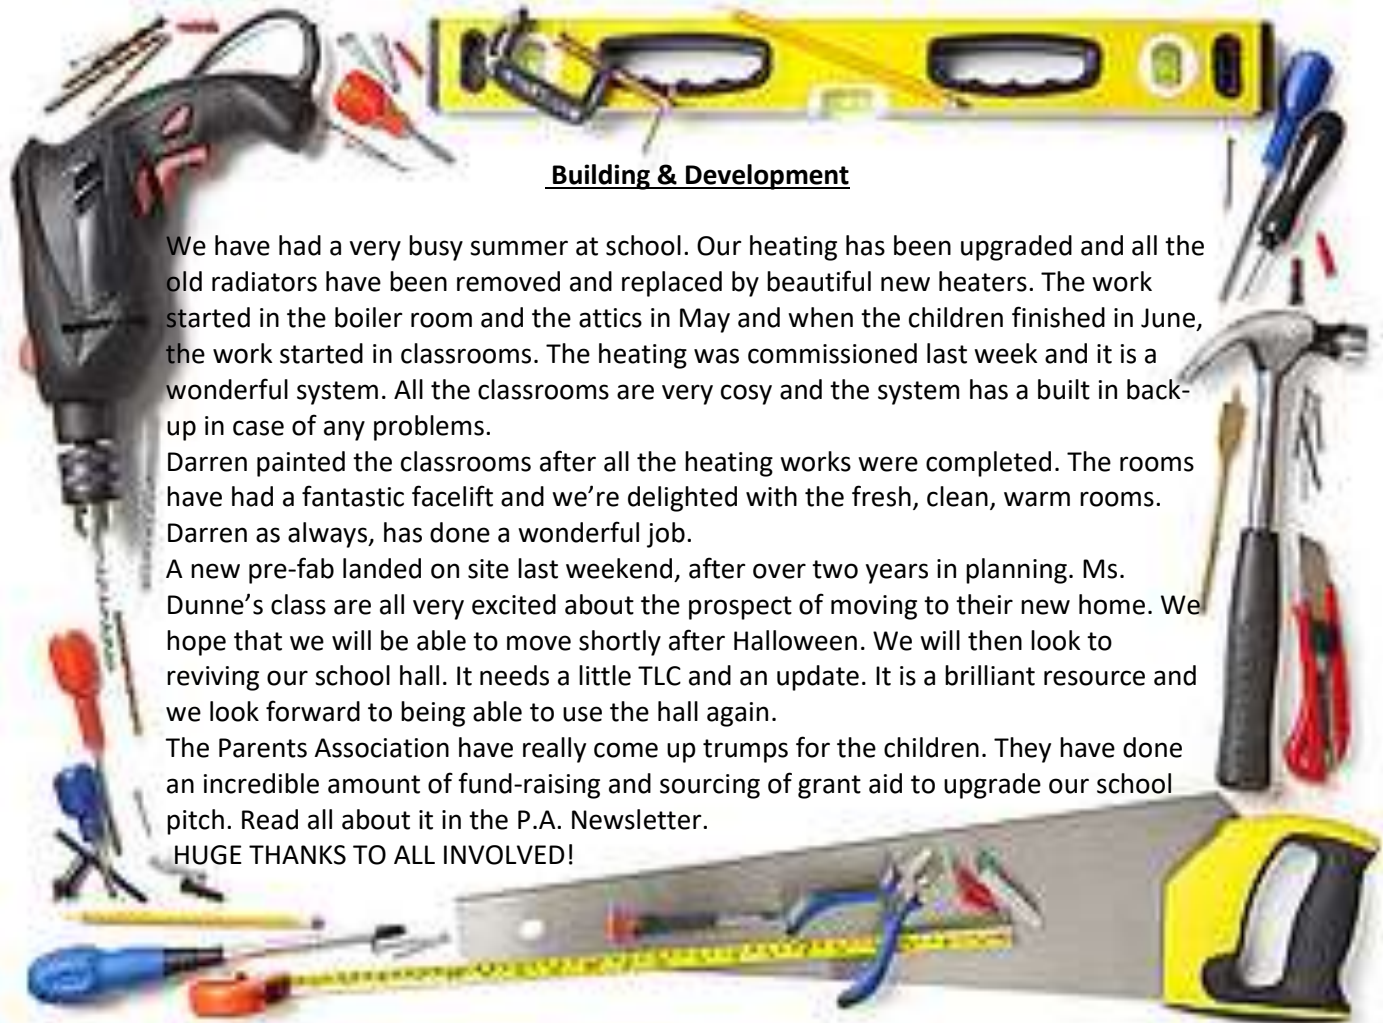 Building & Development
We have had a very busy summer at school. Our heating has been upgraded and all the
old radiators have been removed and replaced by beautiful new heaters. The work
started in the boiler room and the attics in May and when the children finished in June,
the work started in classrooms. The heating was commissioned last week and it is a
wonderful system. All the classrooms are very cosy and the system has a built in back-
up in case of any problems.
Darren painted the classrooms after all the heating works were completed. The rooms
have had a fantastic facelift and we’re delighted with the fresh, clean, warm rooms.
Darren as always, has done a wonderful job.
A new pre-fab landed on site last weekend, after over two years in planning. Ms.
Dunne’s class are all very excited about the prospect of moving to their new home. We
hope that we will be able to move shortly after Halloween. We will then look to
reviving our school hall. It needs a little TLC and an update. It is a brilliant resource and
we look forward to being able to use the hall again.
The Parents Association have really come up trumps for the children. They have done
an incredible amount of fund-raising and sourcing of grant aid to upgrade our school
pitch. Read all about it in the P.A. Newsletter.
HUGE THANKS TO ALL INVOLVED!